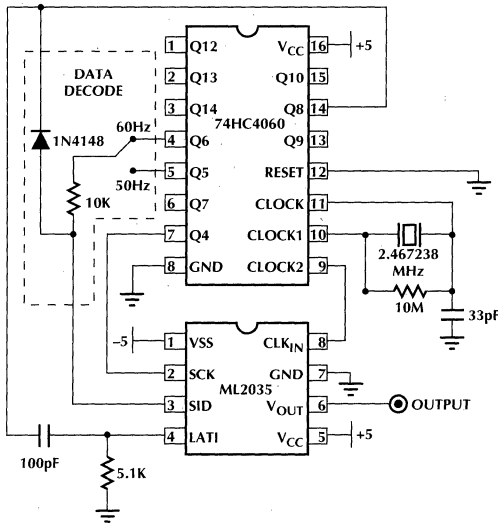 DATA
DECODE
1N4148
60Hz
50Hz
10K
1 Q12
2 Q13
3 Q14
4 Q6
5 Q5
6 Q7
7 Q4
8 GND
74HC4060
VCC 16
+5
Q10 15
Q8 14
Q9 13
RESET 12
CLOCK 11
CLOCK1 10
CLOCK2 9
2.467238
MHz
10M
33pF
-5
1 VSS
2 SCK
3 SID
4 LATI
ML2035
CLKIN 8
GND 7
VOUT 6
VCC 5
OUTPUT
+5
100pF
5.1K